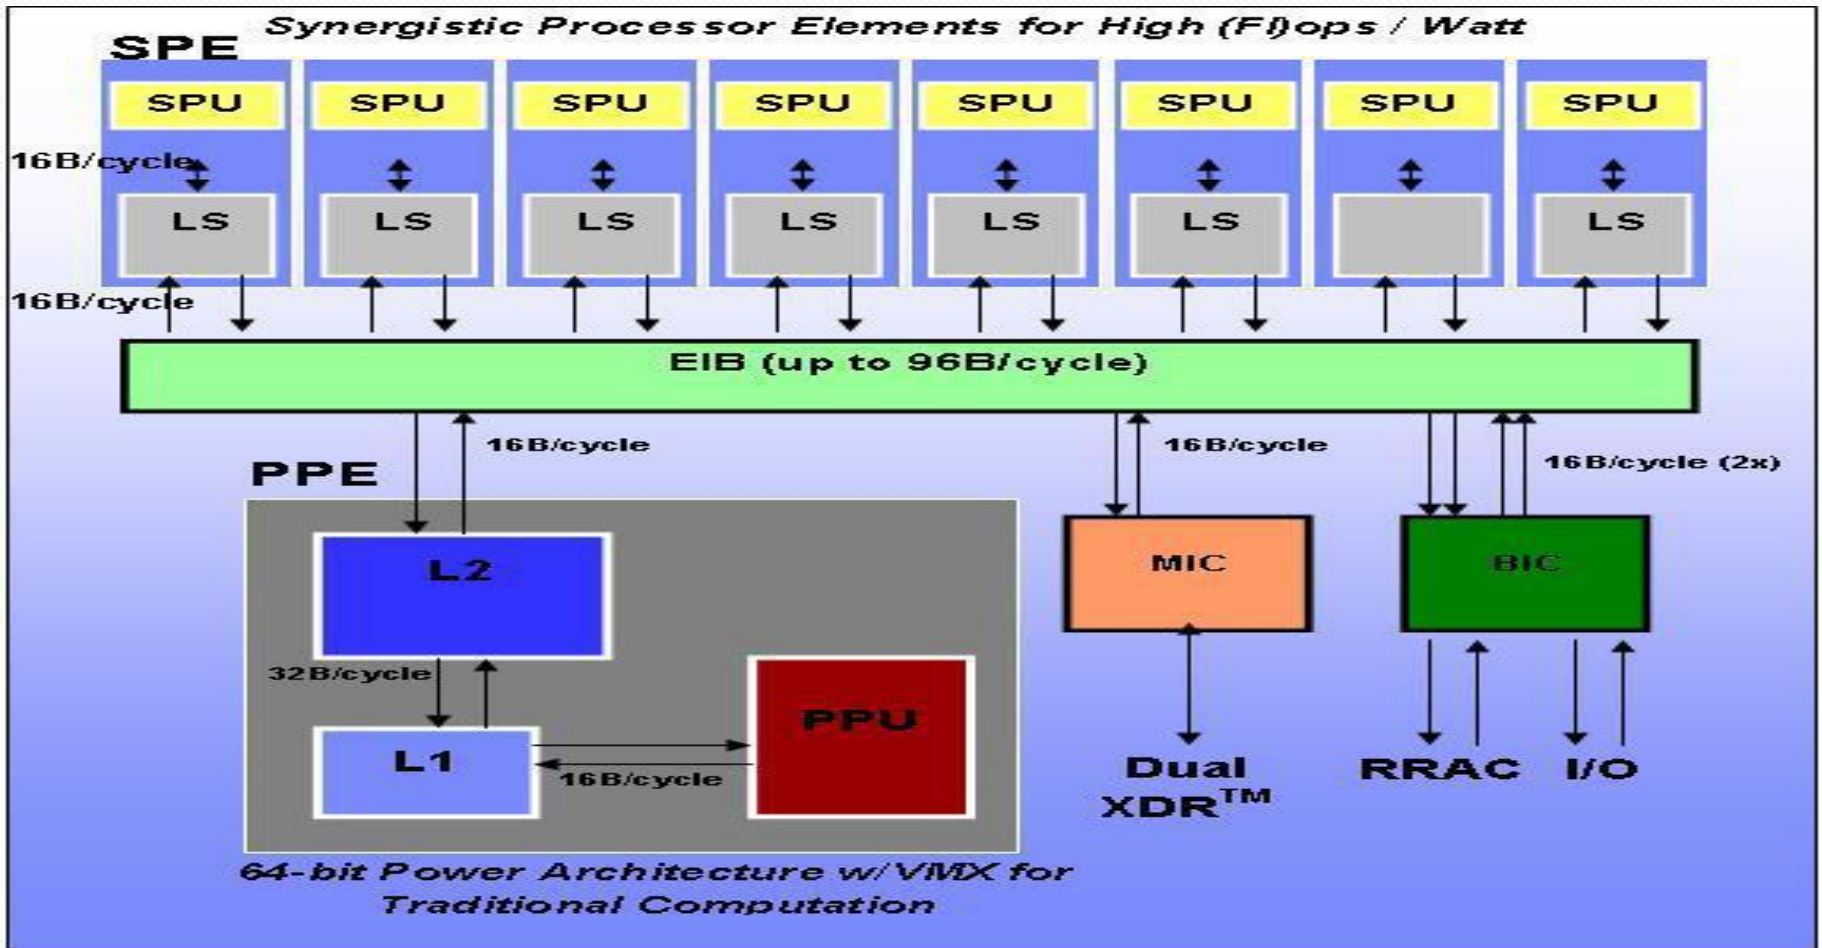 Synergistic Processor Elements for High (Fl)ops / Watt
SPE
SPU SPU SPU SPU SPU SPU SPU SPU
16B/cycle
LS LS LS LS LS LS LS
16B/cycle
EIB (up to 96B/cycle)
16B/cycle 16B/cycle 16B/cycle (2x)
PPE
L2 MIC BIC
32B/cycle
PPU
L1
16B/cycle
Dual RRAC I/O
XDR™
64-bit Power Architecture w/VMX for
Traditional Computation